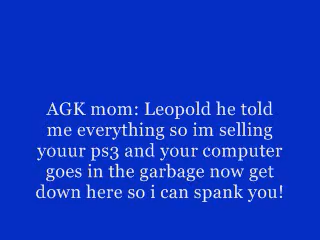 AGK mom: Leopold he told
me everything so im selling
youur ps3 and your computer
goes in the garbage now get
down here so i can spank you!